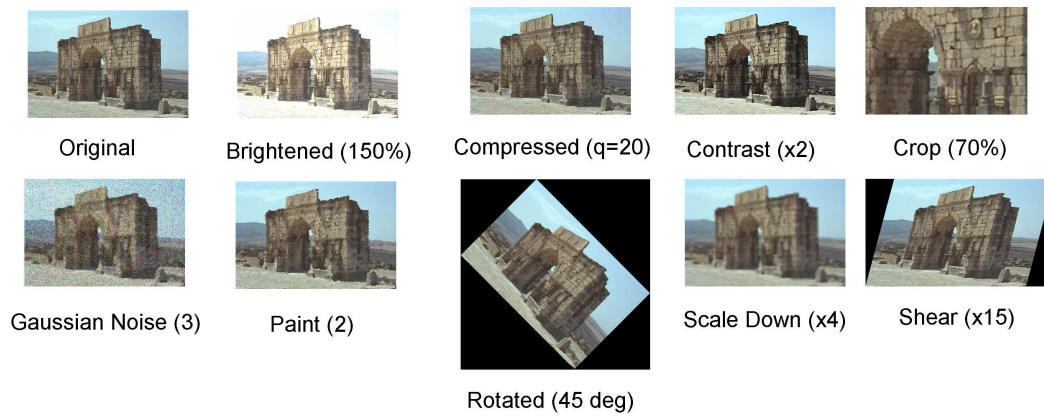 Original
Brightened (150%)
Compressed (q=20)
Contrast (x2)
Crop (70%)
Gaussian Noise (3)
Paint (2)
Rotated (45 deg)
Scale Down (x4)
Shear (x15)